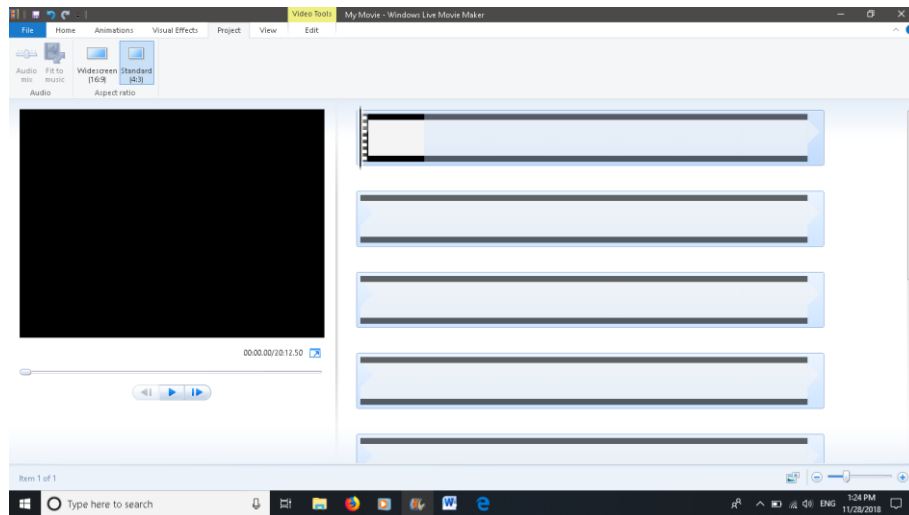 Video Tools My Movie - Windows Live Movie Maker
File Home Animations Visual Effects Project View Edit
Audio mix Fit to music Widescreen (16:9) Standard (4:3)
Audio Aspect ratio
00:00.00/20:12.50
Item 1 of 1
Type here to search ENG 1:24 PM
11/28/2018